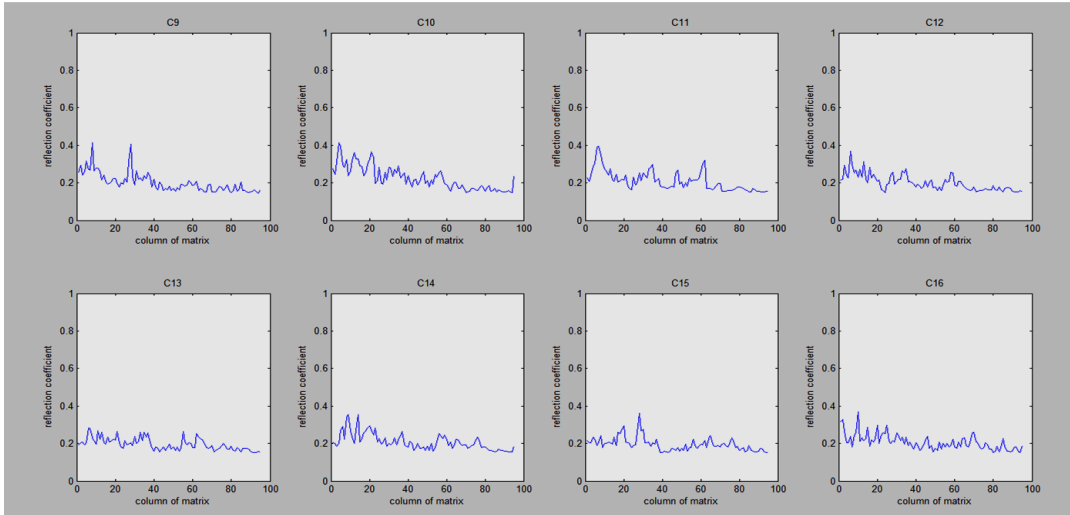 C9 C10 C11 C12
1 1 1 1
0.8 0.8 0.8 0.8
0.6 0.6 0.6 0.6
0.4 0.4 0.4 0.4
0.2 0.2 0.2 0.2
0 0 0 0
reflection coefficient reflection coefficient reflection coefficient reflection coefficient
0 20 40 60 80 100 0 20 40 60 80 100 0 20 40 60 80 100 0 20 40 60 80 100
column of matrix column of matrix column of matrix column of matrix
C13 C14 C15 C16
1 1 1 1
0.8 0.8 0.8 0.8
0.6 0.6 0.6 0.6
0.4 0.4 0.4 0.4
0.2 0.2 0.2 0.2
0 0 0 0
reflection coefficient reflection coefficient reflection coefficient reflection coefficient
0 20 40 60 80 100 0 20 40 60 80 100 0 20 40 60 80 100 0 20 40 60 80 100
column of matrix column of matrix column of matrix column of matrix